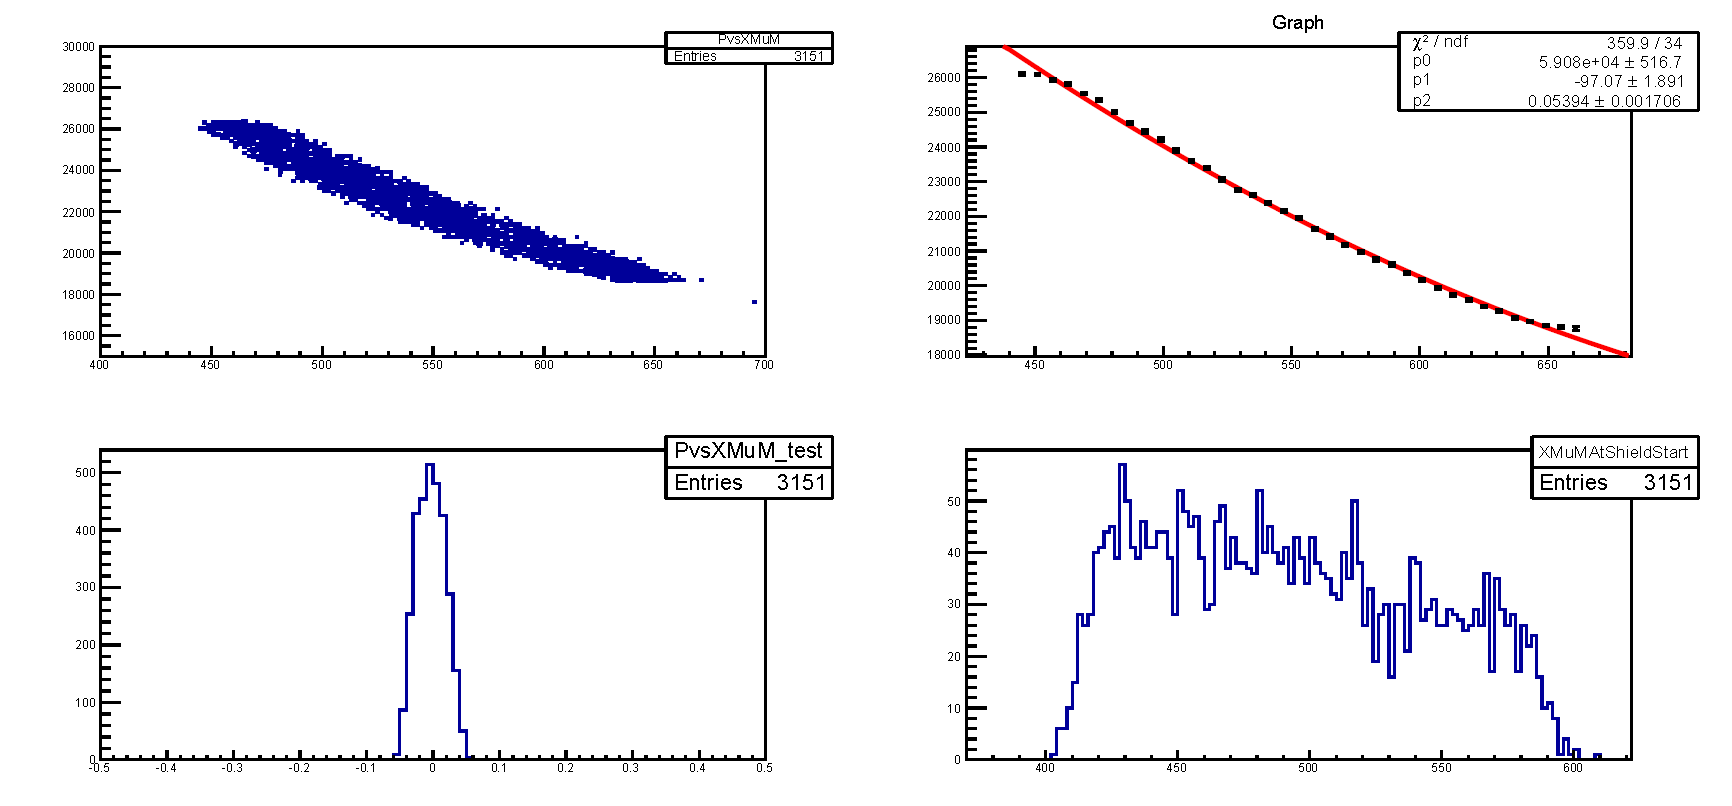 PvsXMuM
Entries 3151
30000
28000
26000
24000
22000
20000
18000
16000
400 450 500 550 600 650 700
Graph
χ² / ndf 359.9 / 34
p0 5.908e+04 ± 516.7
p1 -97.07 ± 1.891
p2 0.05394 ± 0.001706
26000
25000
24000
23000
22000
21000
20000
19000
18000
450 500 550 600 650
PvsXMuM_test
Entries 3151
500
400
300
200
100
0
-0.5 -0.4 -0.3 -0.2 -0.1 0 0.1 0.2 0.3 0.4 0.5
XMuMAtShieldStart
Entries 3151
50
40
30
20
10
0
400 450 500 550 600